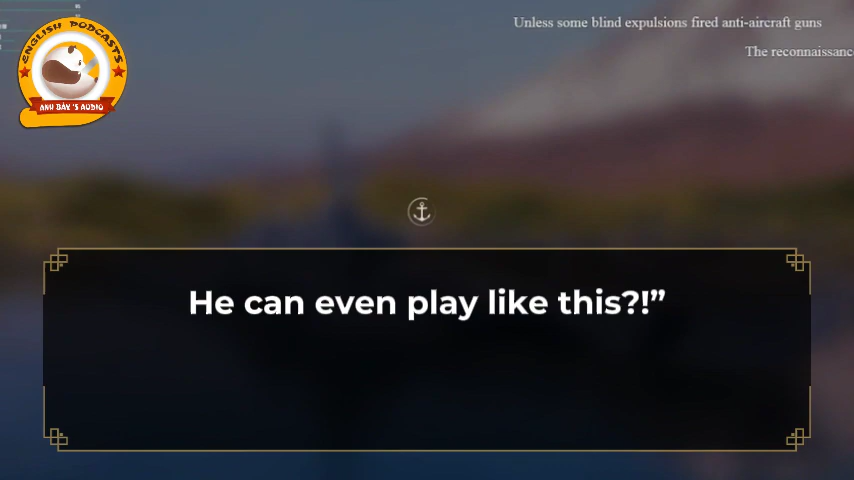 Unless some blind expulsions fired anti-aircraft guns
The reconnaissance
ENGLISH PODCASTS
ANH BẢY 'S AUDIO
He can even play like this?!”